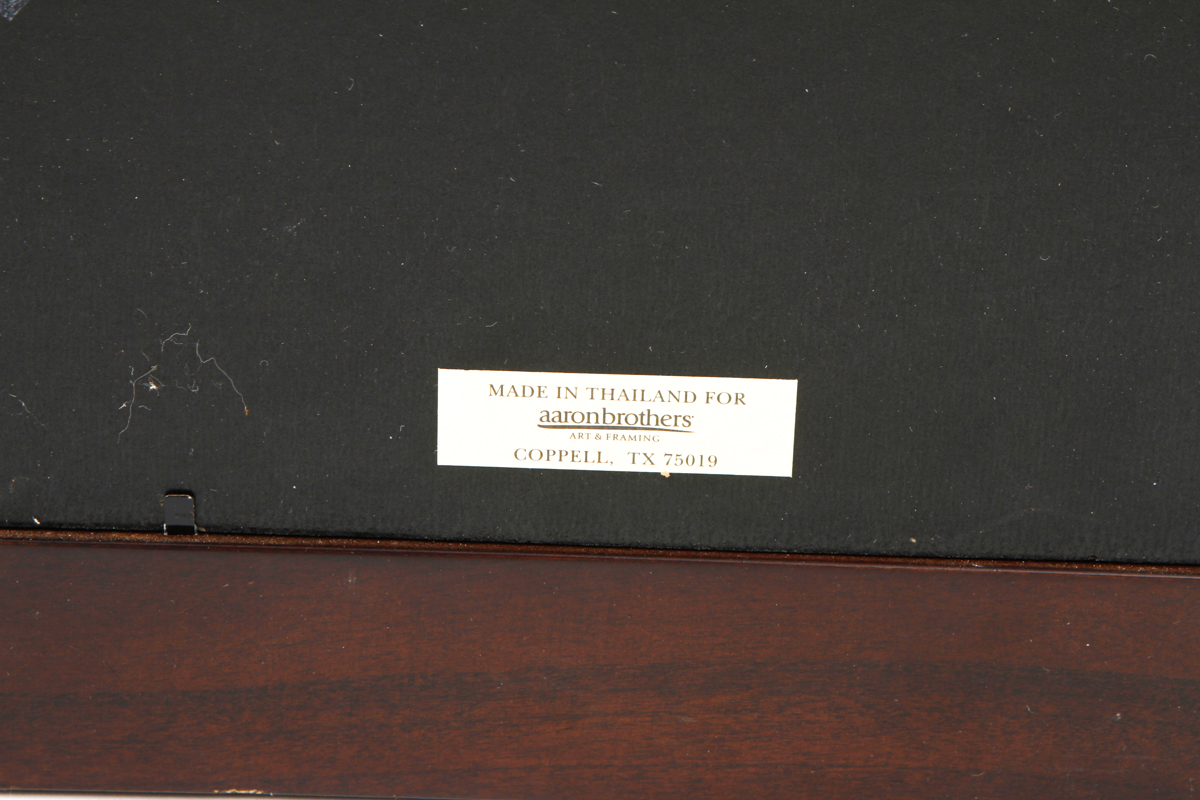 MADE IN THAILAND FOR
aaronbrothers
ART & FRAMING
COPPELL, TX 75019